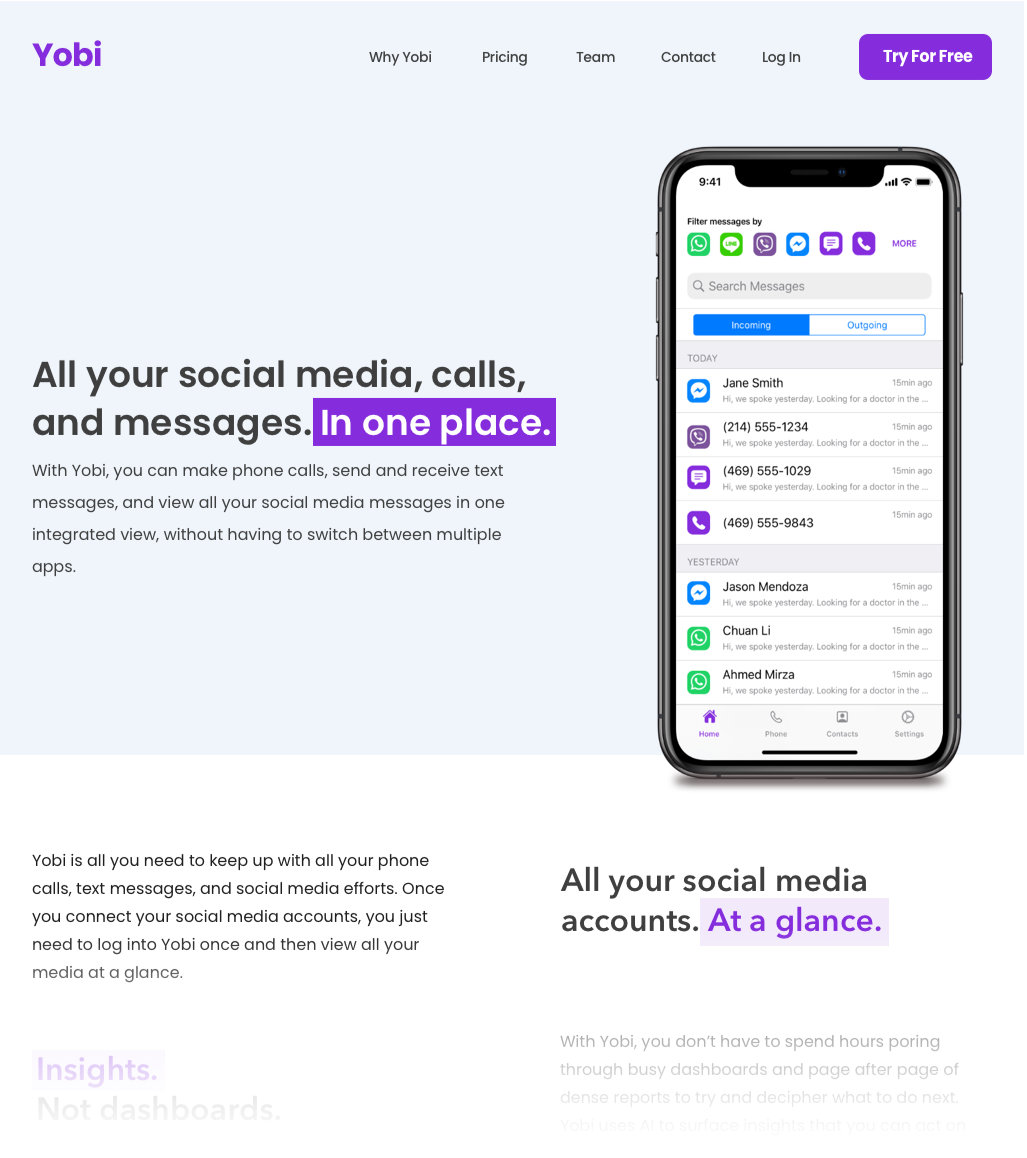 Yobi
Why Yobi
Pricing
Team
Contact
Log In
Try For Free
All your social media, calls,
and messages. In one place.
With Yobi, you can make phone calls, send and receive text
messages, and view all your social media messages in one
integrated view, without having to switch between multiple
apps.
9:41
Filter messages by
LINE
MORE
Search Messages
Incoming
Outgoing
TODAY
Jane Smith
15min ago
Hi, we spoke yesterday. Looking for a doctor in the ...
(214) 555-1234
15min ago
Hi, we spoke yesterday. Looking for a doctor in the ...
(469) 555-1029
15min ago
Hi, we spoke yesterday. Looking for a doctor in the ...
(469) 555-9843
15min ago
YESTERDAY
Jason Mendoza
15min ago
Hi, we spoke yesterday. Looking for a doctor in the ...
Chuan Li
15min ago
Hi, we spoke yesterday. Looking for a doctor in the ...
Ahmed Mirza
15min ago
Hi, we spoke yesterday. Looking for a doctor in the ...
Home
Phone
Contacts
Settings
Yobi is all you need to keep up with all your phone
calls, text messages, and social media efforts. Once
you connect your social media accounts, you just
need to log into Yobi once and then view all your
media at a glance.
All your social media
accounts. At a glance.
Insights.
Not dashboards.
With Yobi, you don’t have to spend hours poring
through busy dashboards and page after page of
dense reports to try and decipher what to do next.
Yobi uses AI to surface insights that you can act on